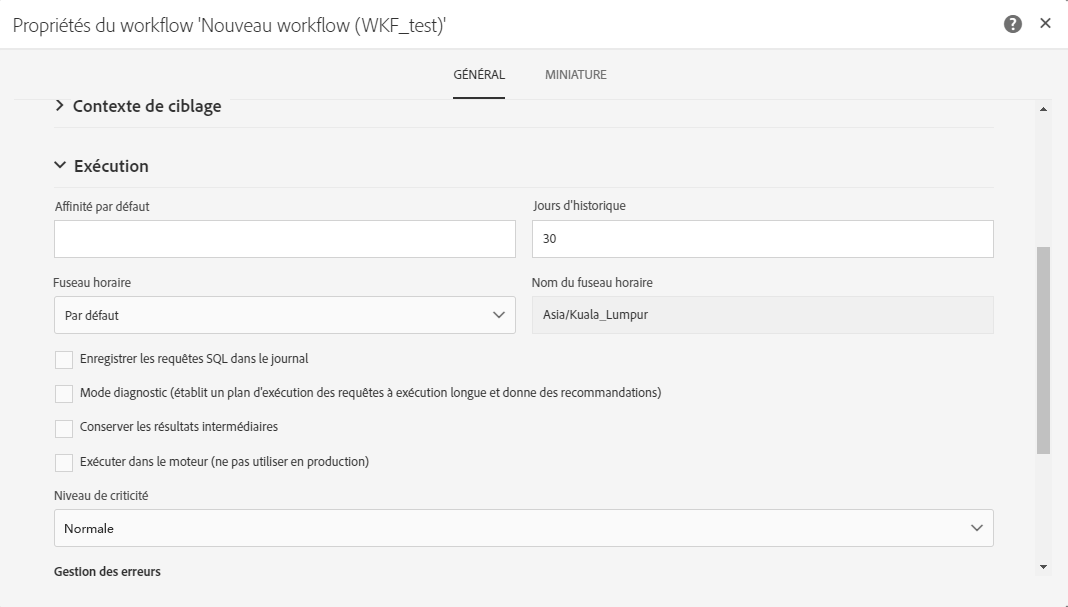 Propriétés du workflow 'Nouveau workflow (WKF_test)'
GÉNÉRAL
MINIATURE
Contexte de ciblage
Exécution
Affinité par défaut
Jours d'historique
30
Fuseau horaire
Nom du fuseau horaire
Par défaut
Asia/Kuala_Lumpur
Enregistrer les requêtes SQL dans le journal
Mode diagnostic (établit un plan d'exécution des requêtes à exécution longue et donne des recommandations)
Conserver les résultats intermédiaires
Exécuter dans le moteur (ne pas utiliser en production)
Niveau de criticité
Normale
Gestion des erreurs